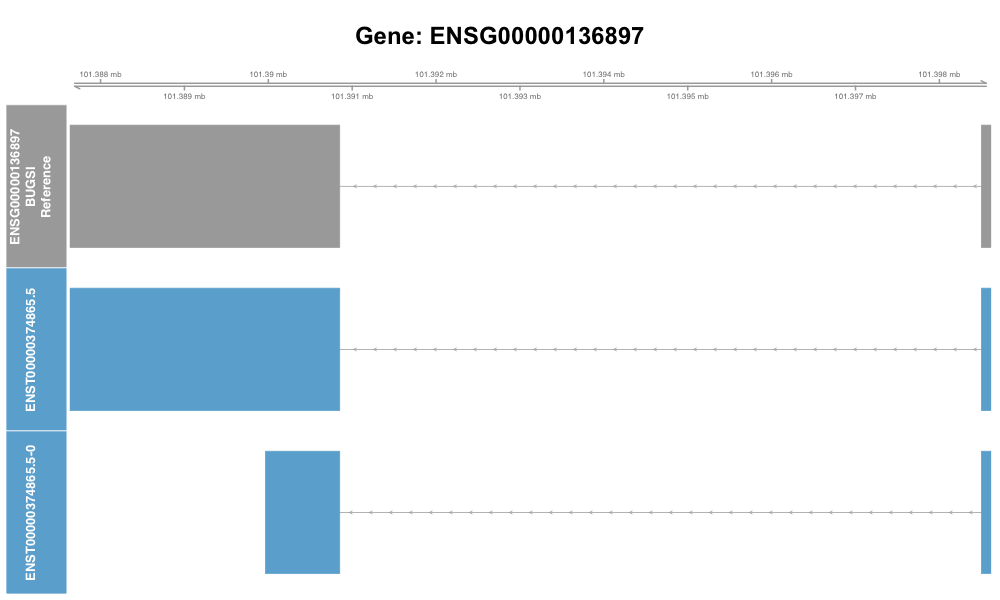 Gene: ENSG00000136897
101.388 mb 101.39 mb 101.392 mb 101.394 mb 101.396 mb 101.398 mb
101.389 mb 101.391 mb 101.393 mb 101.395 mb 101.397 mb
ENSG00000136897
BUGSI
Reference
ENST00000374865.5
ENST00000374865.5-0